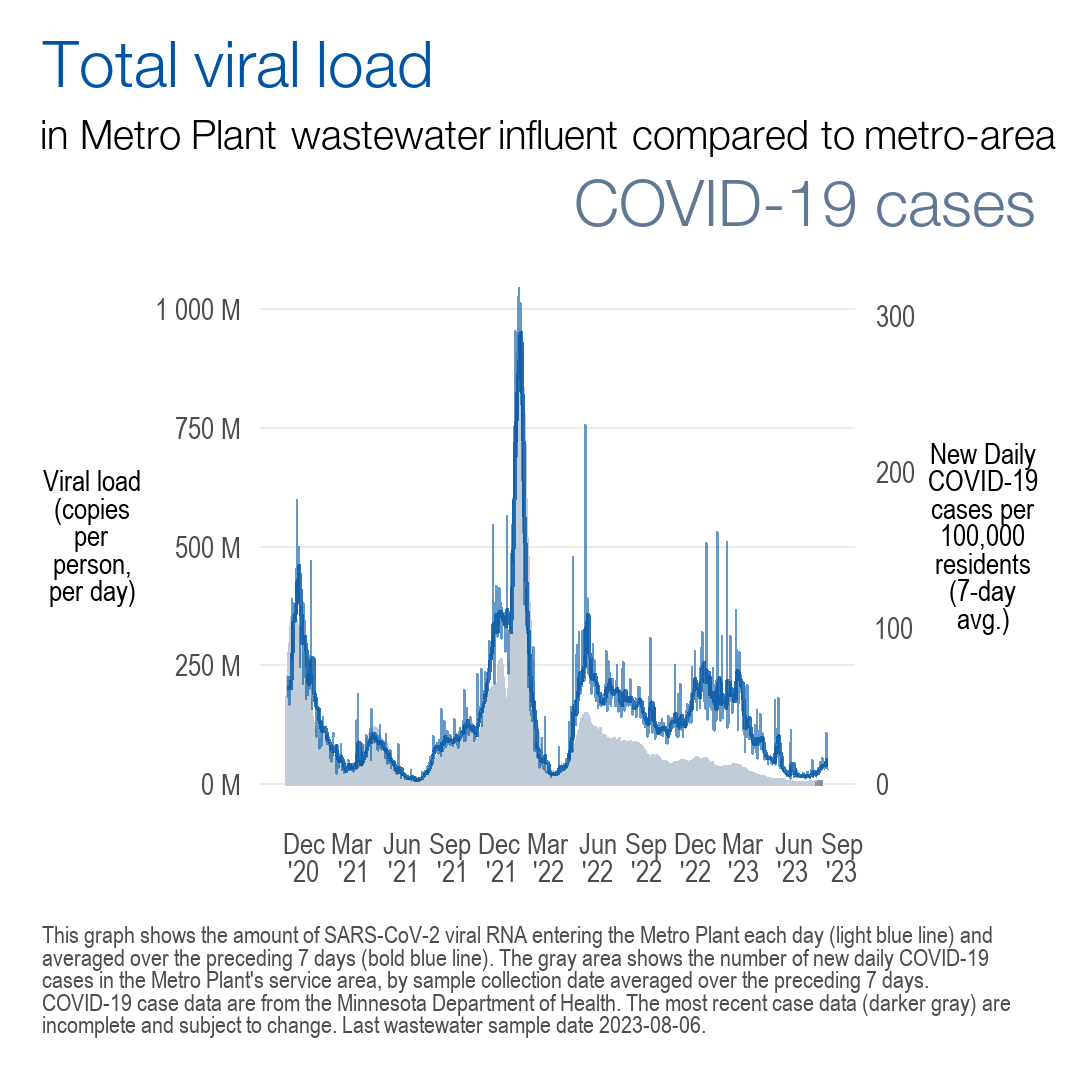 Total viral load
in Metro Plant wastewater influent compared to metro-area
COVID-19 cases
1 000 M
750 M
500 M
250 M
0 M
Viral load
(copies
per
person,
per day)
300
200
100
0
New Daily
COVID-19
cases per
100,000
residents
(7-day
avg.)
Dec Mar Jun Sep Dec Mar Jun Sep Dec Mar Jun Sep
'20 '21 '21 '21 '21 '22 '22 '22 '22 '23 '23 '23
This graph shows the amount of SARS-CoV-2 viral RNA entering the Metro Plant each day (light blue line) and
averaged over the preceding 7 days (bold blue line). The gray area shows the number of new daily COVID-19
cases in the Metro Plant's service area, by sample collection date averaged over the preceding 7 days.
COVID-19 case data are from the Minnesota Department of Health. The most recent case data (darker gray) are
incomplete and subject to change. Last wastewater sample date 2023-08-06.